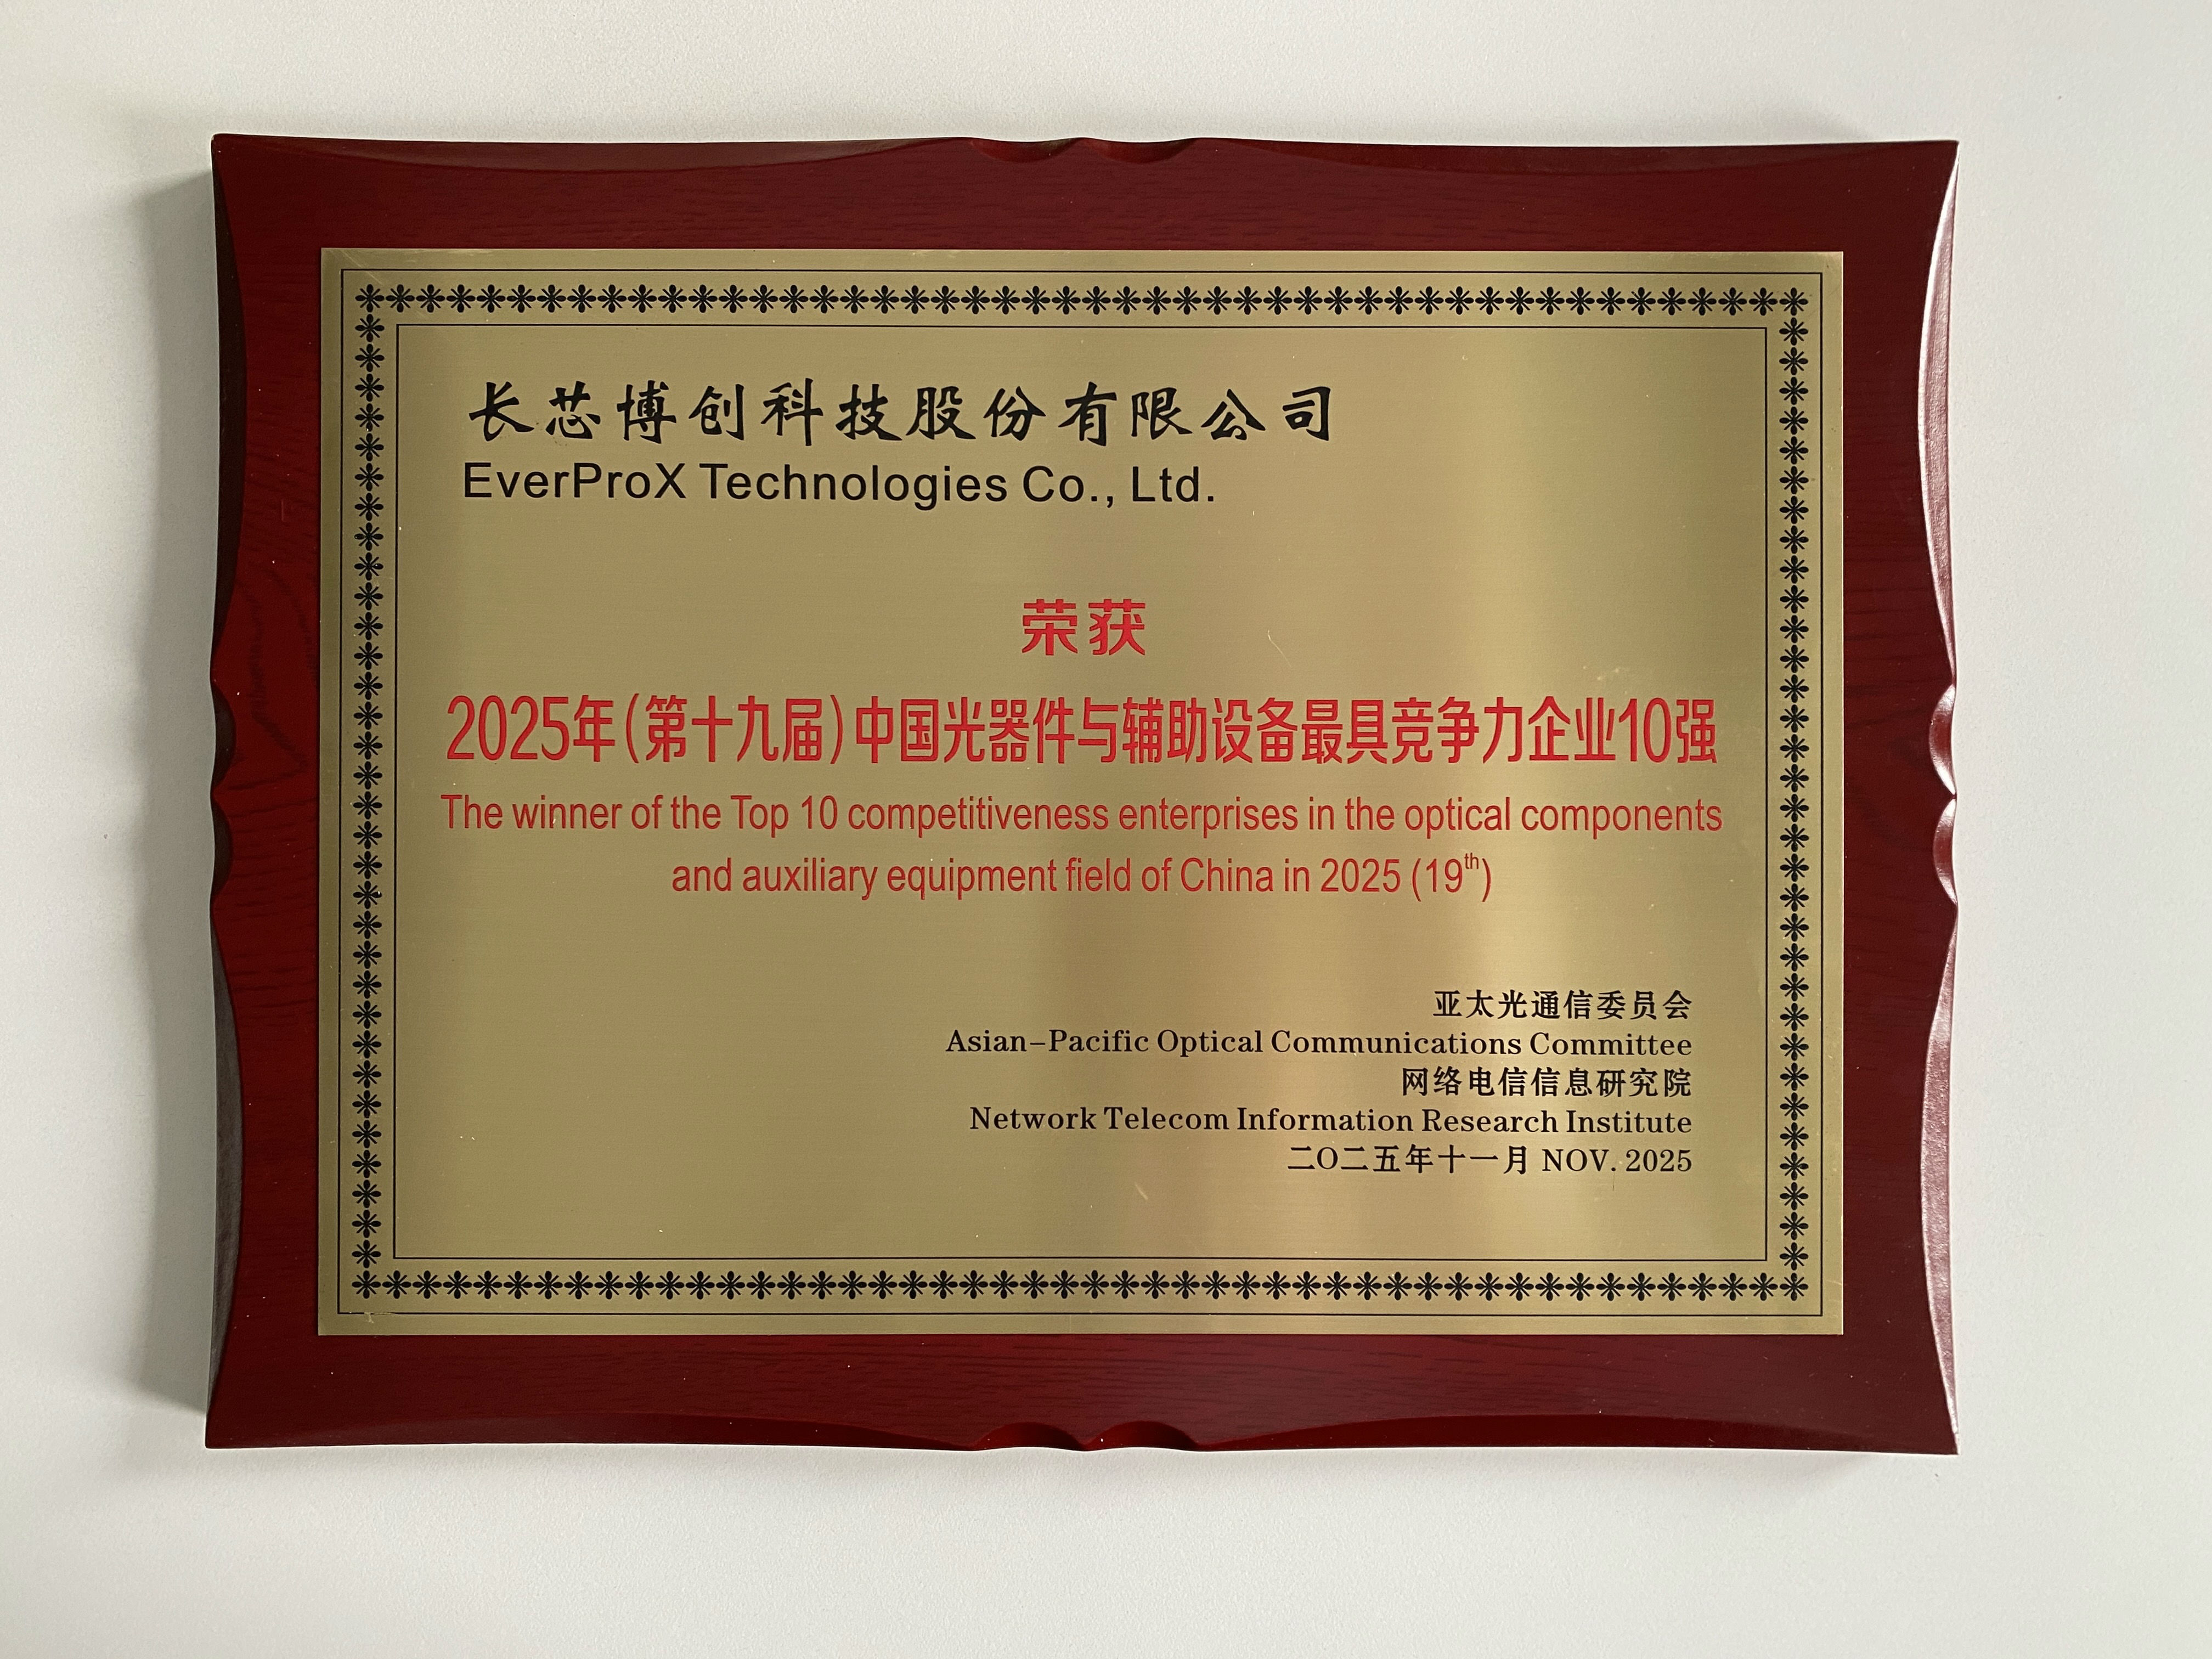 长芯博创科技股份有限公司
EverProX Technologies Co., Ltd.
荣获
2025年(第十九届)中国光器件与辅助设备最具竞争力企业10强
The winner of the Top 10 competitiveness enterprises in the optical components
and auxiliary equipment field of China in 2025 (19th)
亚太光通信委员会
Asian-Pacific Optical Communications Committee
网络电信信息研究院
Network Telecom Information Research Institute
二〇二五年十一月 NOV. 2025